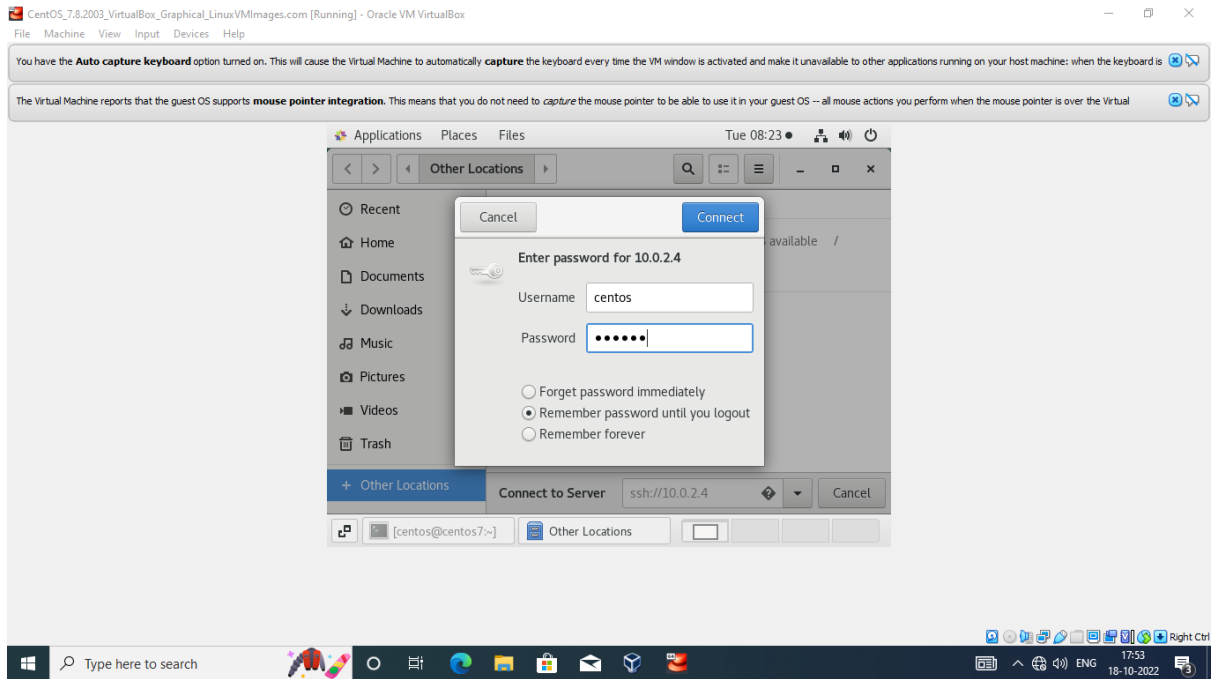 CentOS_7.8.2003_VirtualBox_Graphical_LinuxVMImages.com [Running] - Oracle VM VirtualBox
File Machine View Input Devices Help
You have the Auto capture keyboard option turned on. This will cause the Virtual Machine to automatically capture the keyboard every time the VM window is activated and make it unavailable to other applications running on your host machine: when the keyboard is
The Virtual Machine reports that the guest OS supports mouse pointer integration. This means that you do not need to capture the mouse pointer to be able to use it in your guest OS -- all mouse actions you perform when the mouse pointer is over the Virtual
Applications Places Files Tue 08:23
Other Locations
Recent
Home
Documents
Downloads
Music
Pictures
Videos
Trash
+ Other Locations
available /
Cancel Connect
Enter password for 10.0.2.4
Username centos
Password ••••••
Forget password immediately
Remember password until you logout
Remember forever
Connect to Server ssh://10.0.2.4 Cancel
[centos@centos7:~] Other Locations
Right Ctrl
Type here to search
ENG 17:53
18-10-2022
3